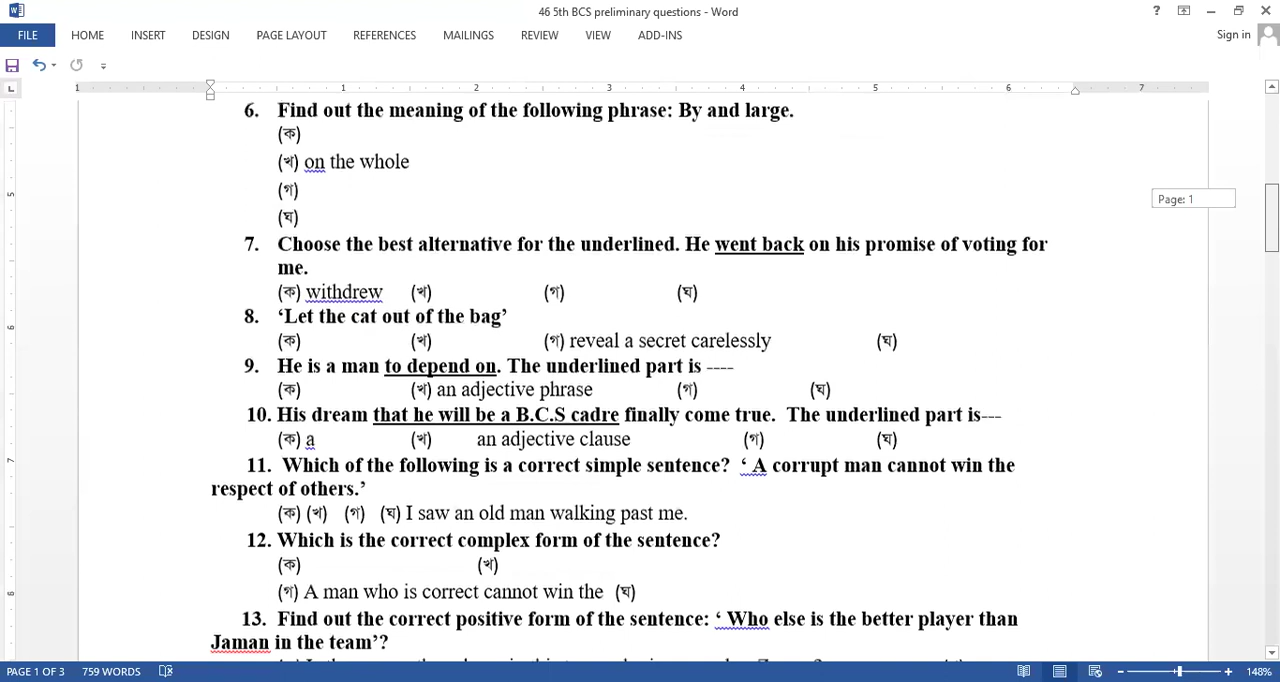 46 5th BCS preliminary questions - Word
?
FILE HOME INSERT DESIGN PAGE LAYOUT REFERENCES MAILINGS REVIEW VIEW ADD-INS Sign in
1 1 2 3 4 5 6 7
6. Find out the meaning of the following phrase: By and large.
(ক)
(খ) on the whole
(গ)
(ঘ)
Page: 1
7. Choose the best alternative for the underlined. He went back on his promise of voting for
me.
(ক) withdrew (খ) (গ) (ঘ)
8. ‘Let the cat out of the bag’
(ক) (খ) (গ) reveal a secret carelessly (ঘ)
9. He is a man to depend on. The underlined part is ----
(ক) (খ) an adjective phrase (গ) (ঘ)
10. His dream that he will be a B.C.S cadre finally come true. The underlined part is---
(ক) a (খ) an adjective clause (গ) (ঘ)
11. Which of the following is a correct simple sentence? ‘ A corrupt man cannot win the
respect of others.’
(ক) (খ) (গ) (ঘ) I saw an old man walking past me.
12. Which is the correct complex form of the sentence?
(ক) (খ)
(গ) A man who is correct cannot win the (ঘ)
13. Find out the correct positive form of the sentence: ‘ Who else is the better player than
Jaman in the team’?
PAGE 1 OF 3 759 WORDS 148%